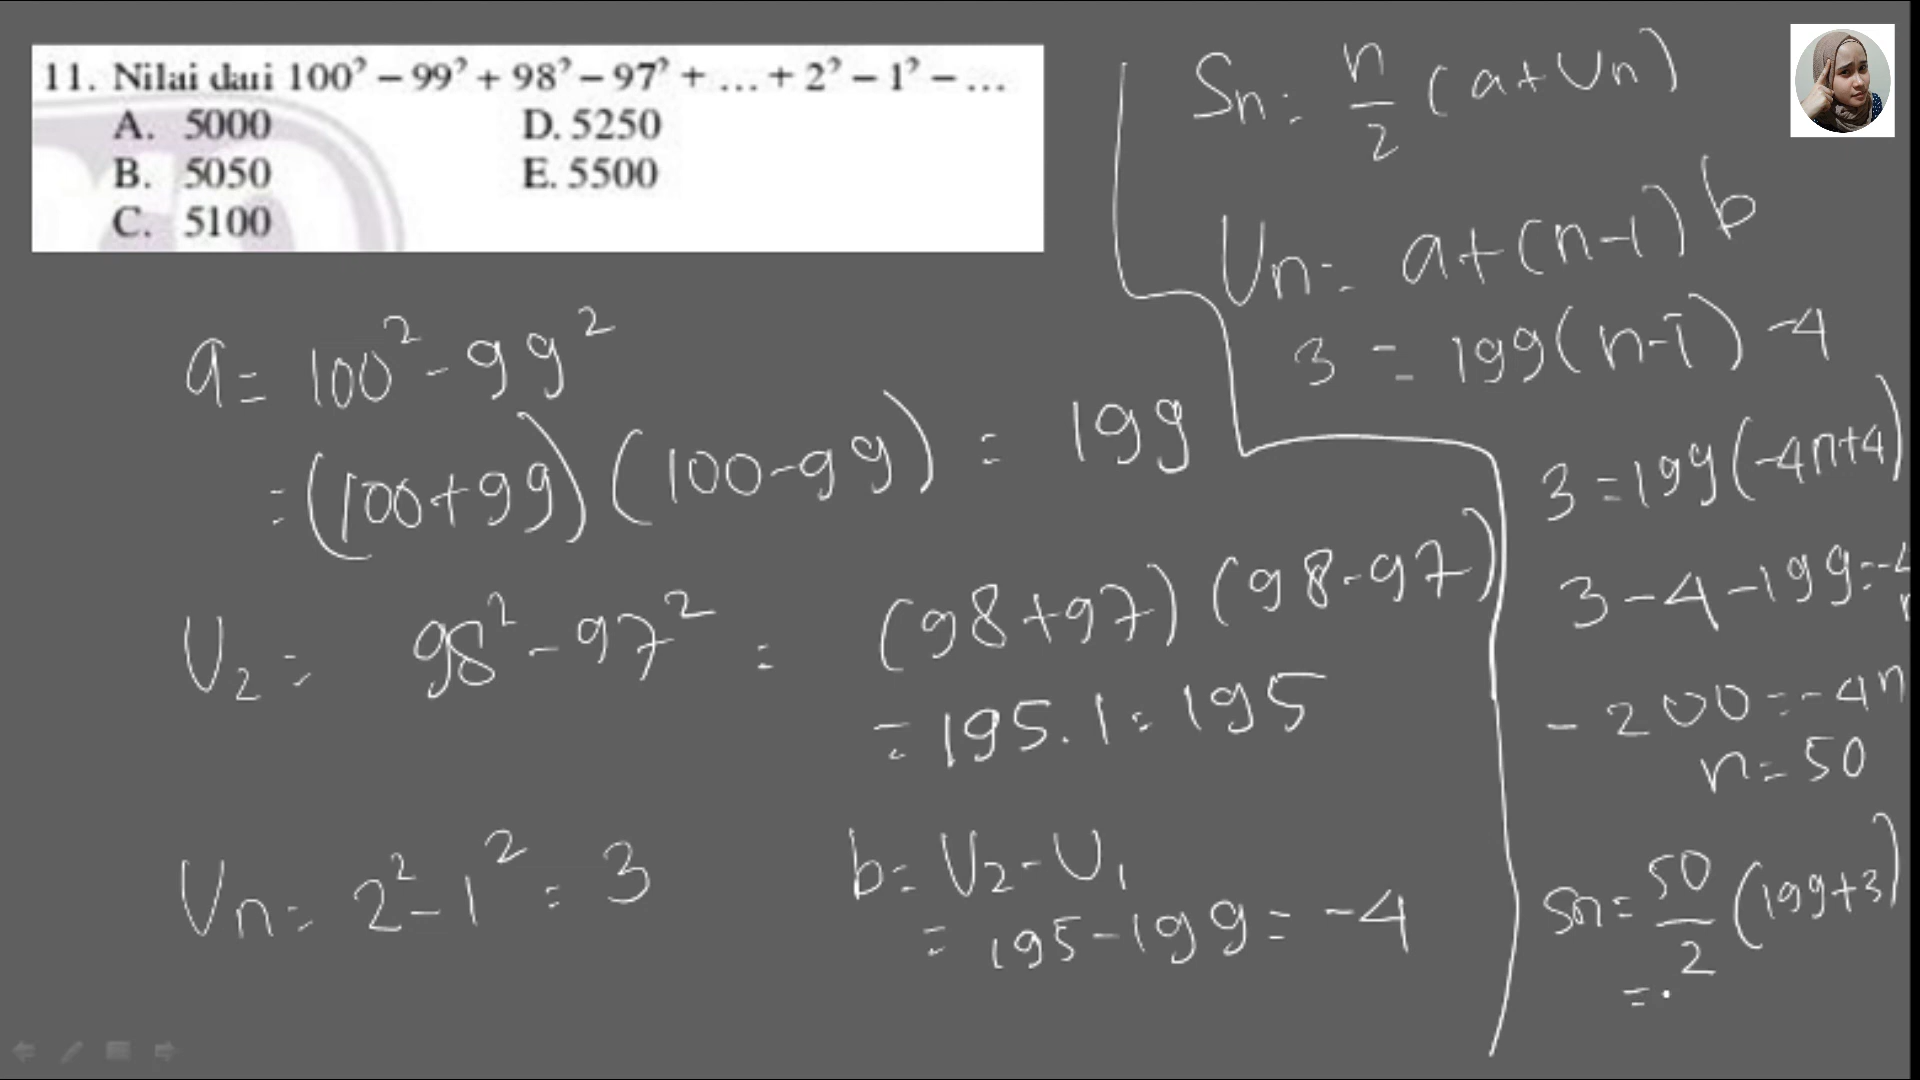 11. Nilai dari 100² – 99² + 98² – 97² + ... + 2² – 1² – ...
A. 5000
B. 5050
C. 5100
D. 5250
E. 5500
a = 100² - 99²
= (100+99) (100-99) = 199
U₂ = 98² - 97² = (98+97) (98-97)
= 195.1 = 195
Un = 2² - 1² = 3
b = U₂ - U₁
= 195 - 199 = -4
Sn = n/2 (a+Un)
Un = a+(n-1) b
3 = 199(n-1) -4
3 = 199(-4n+4)
3-4-199=-4n
-200=-4n
n=50
Sn = 50/2 (199+3)
=